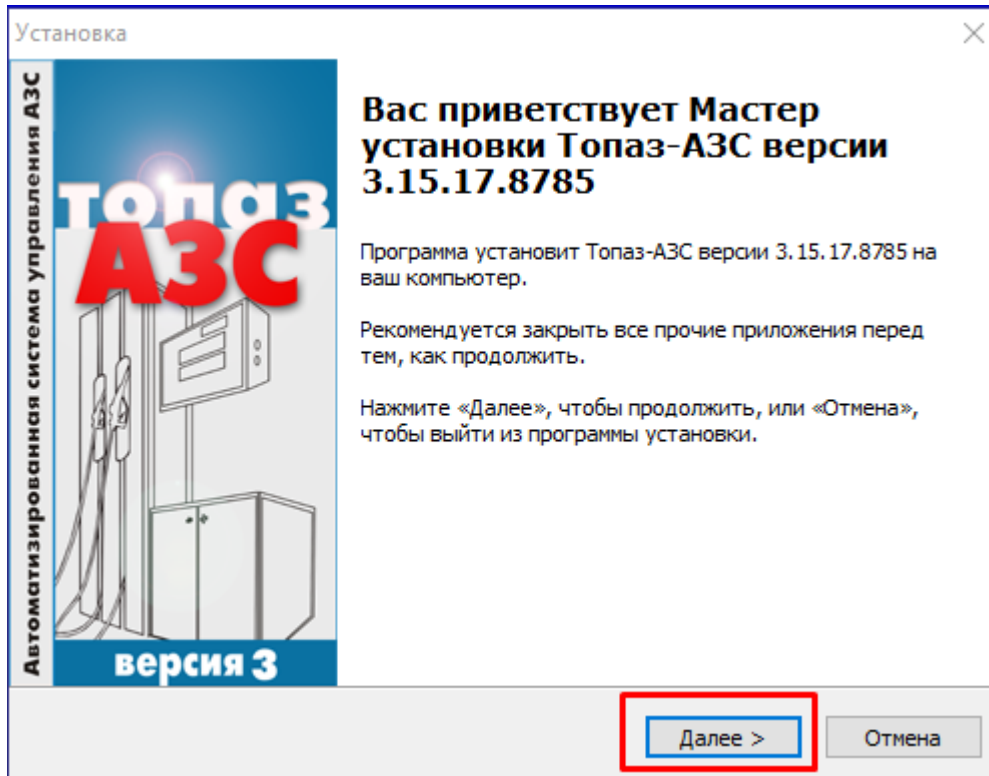 Установка
Автоматизированная система управления АЗС
топаз
АЗС
версия 3
Вас приветствует Мастер
установки Топаз-АЗС версии
3.15.17.8785
Программа установит Топаз-АЗС версии 3.15.17.8785 на
ваш компьютер.
Рекомендуется закрыть все прочие приложения перед
тем, как продолжить.
Нажмите «Далее», чтобы продолжить, или «Отмена»,
чтобы выйти из программы установки.
Далее >
Отмена